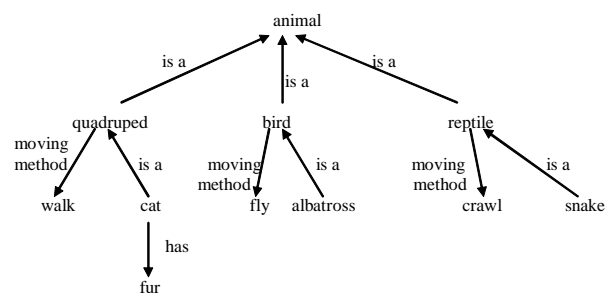 animal
is a
is a
is a
quadruped
bird
reptile
moving
method
is a
moving
method
is a
moving
method
is a
walk
cat
fly
albatross
crawl
snake
has
fur